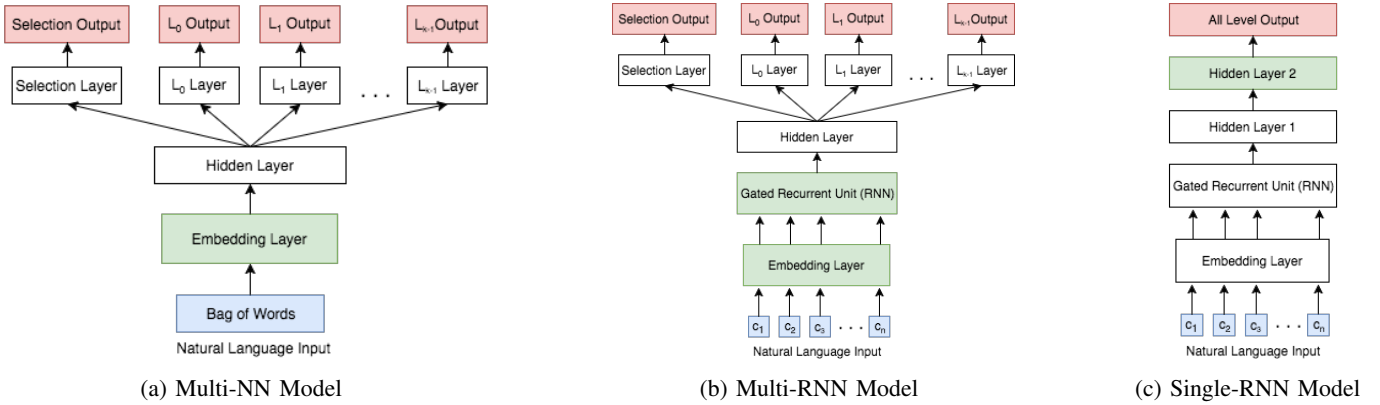 Selection Output L₀ Output L₁ Output Lₖ₋₁Output
Selection Layer L₀ Layer L₁ Layer . . . Lₖ₋₁ Layer
Hidden Layer
Embedding Layer
Bag of Words
Natural Language Input
(a) Multi-NN Model
Selection Output L₀ Output L₁ Output Lₖ₋₁Output
Selection Layer L₀ Layer L₁ Layer . . . Lₖ₋₁ Layer
Hidden Layer
Gated Recurrent Unit (RNN)
Embedding Layer
c₁ c₂ c₃ . . . cₙ
Natural Language Input
(b) Multi-RNN Model
All Level Output
Hidden Layer 2
Hidden Layer 1
Gated Recurrent Unit (RNN)
Embedding Layer
c₁ c₂ c₃ . . . cₙ
Natural Language Input
(c) Single-RNN Model